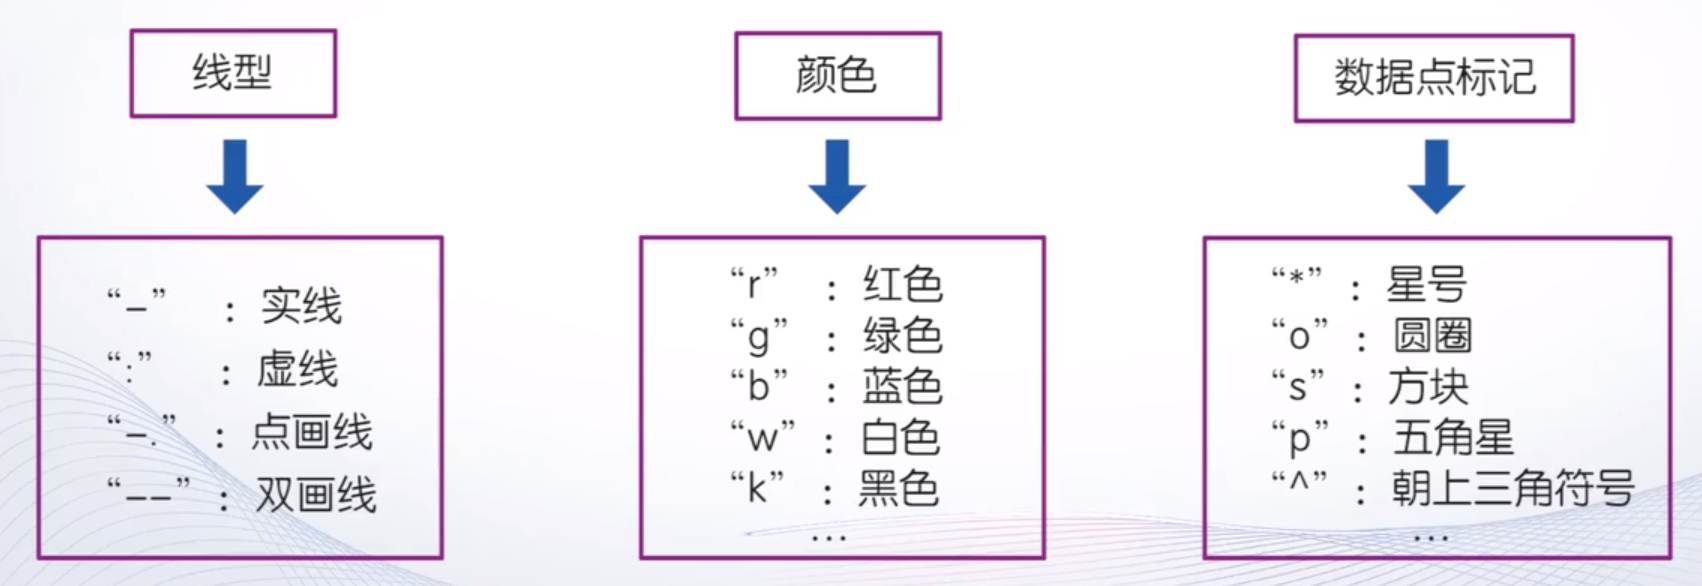 线型
“–” : 实线
“:” : 虚线
“–.” : 点画线
“––” : 双画线
颜色
“r” : 红色
“g” : 绿色
“b” : 蓝色
“w” : 白色
“k” : 黑色
…
数据点标记
“*” : 星号
“o” : 圆圈
“s” : 方块
“p” : 五角星
“^” : 朝上三角符号
…